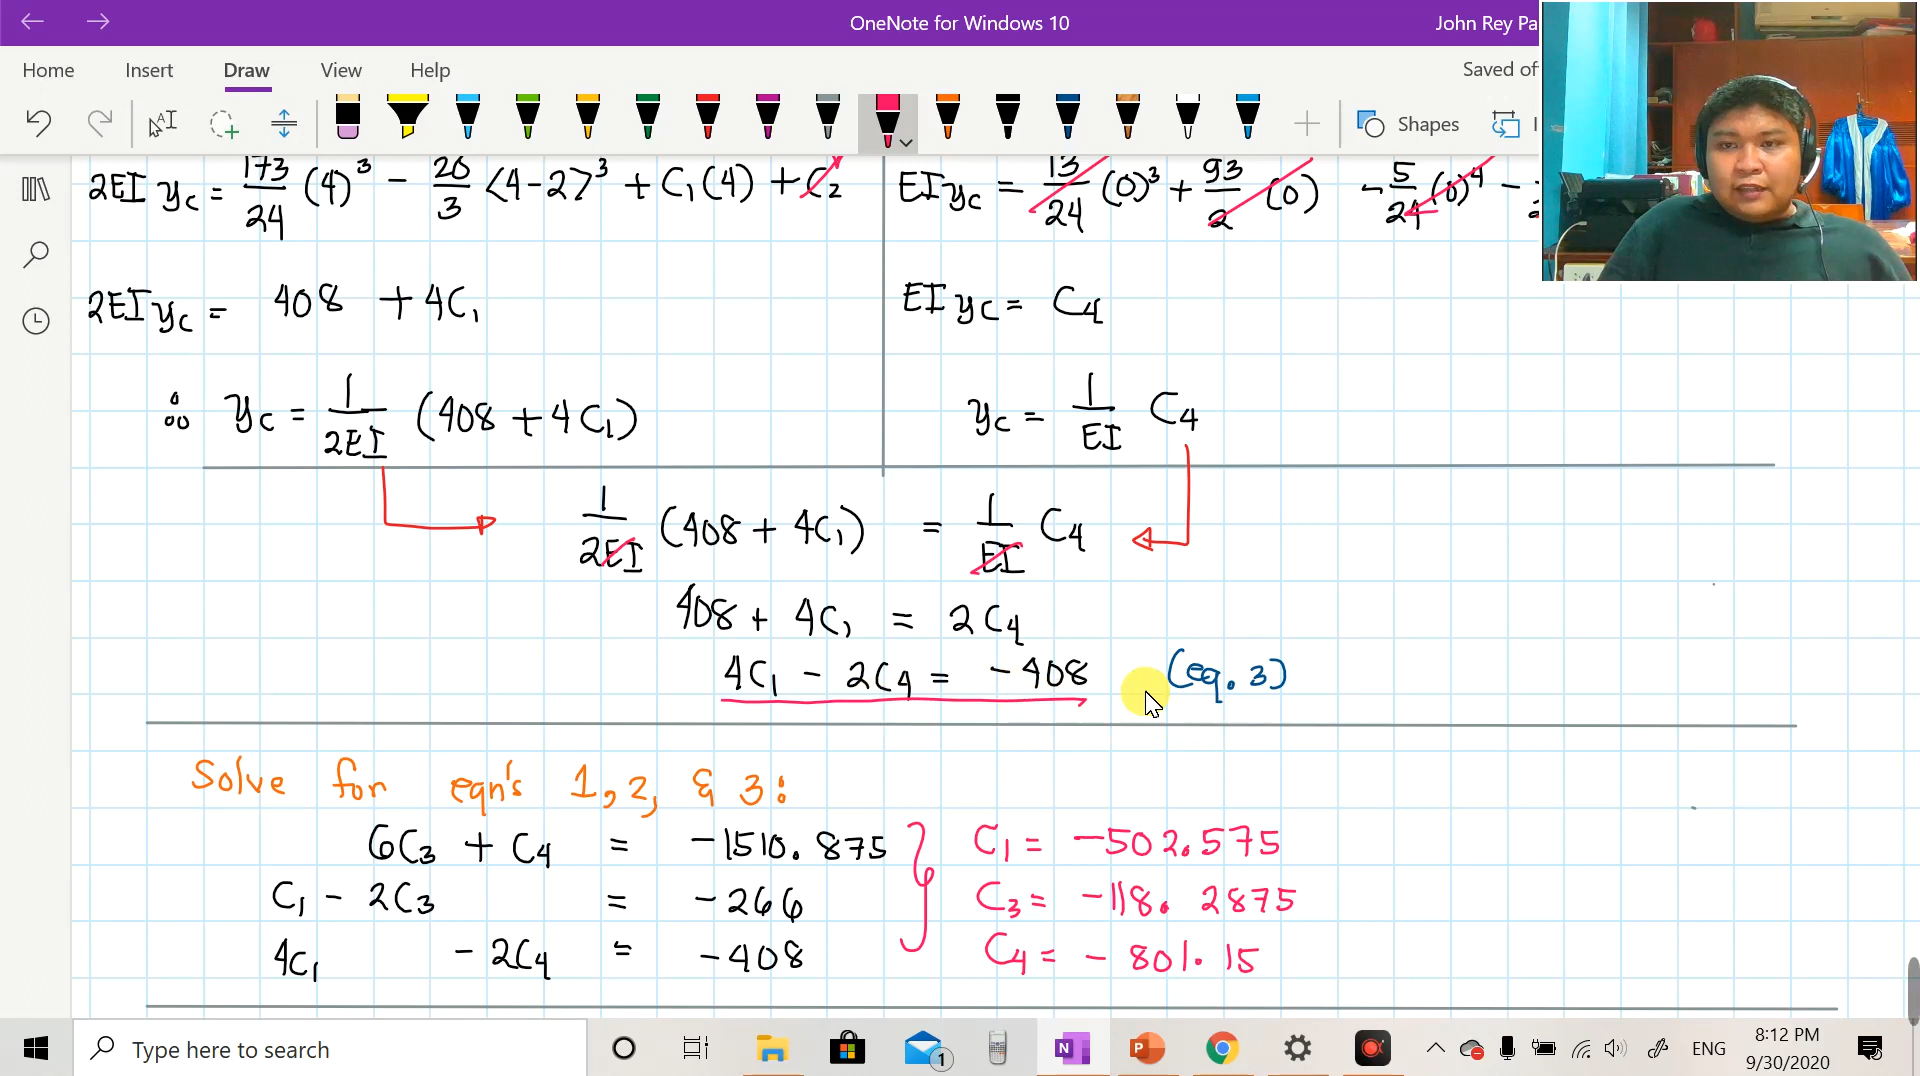 OneNote for Windows 10
John Rey Pa
Home Insert Draw View Help
Saved of
Shapes
2EI yc = 173/24 (4)³ - 20/3 <4-2>³ + C₁(4) + C₂
EI yc = 13/24 (0)³ + 93/2 (0) - 5/24 (0)⁴ -
2EI yc = 408 + 4C₁
EI yc = C₄
∴ yc = 1/2EI (408 + 4C₁)
yc = 1/EI C₄
1/2EI (408 + 4C₁) = 1/EI C₄
408 + 4C₁ = 2C₄
4C₁ - 2C₄ = -408 (eq. 3)
Solve for eqn's 1, 2, & 3:
6C₃ + C₄ = -1510.875
C₁ = -502.575
C₁ - 2C₃ = -266
C₃ = -118.2875
4C₁ - 2C₄ = -408
C₄ = -801.15
Type here to search
1
ENG
8:12 PM
9/30/2020